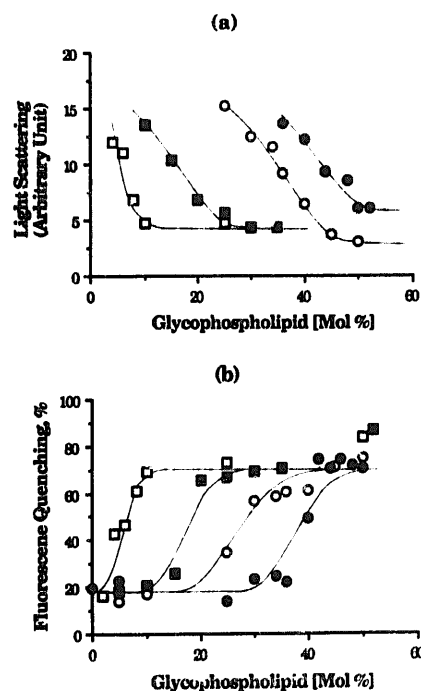 (a)
Light Scattering
(Arbitrary Unit)
20
15
10
5
0
0
20
40
60
Glycophospholipid [Mol %]
(b)
Fluorescene Quenching, %
100
80
60
40
20
0
0
20
40
60
Glycophospholipid [Mol %]